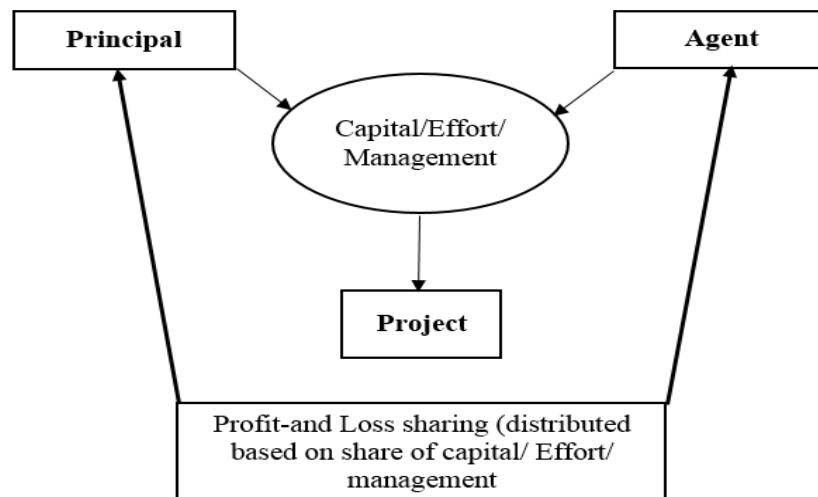 Principal
Agent
Capital/Effort/
Management
Project
Profit-and Loss sharing (distributed
based on share of capital/ Effort/
management